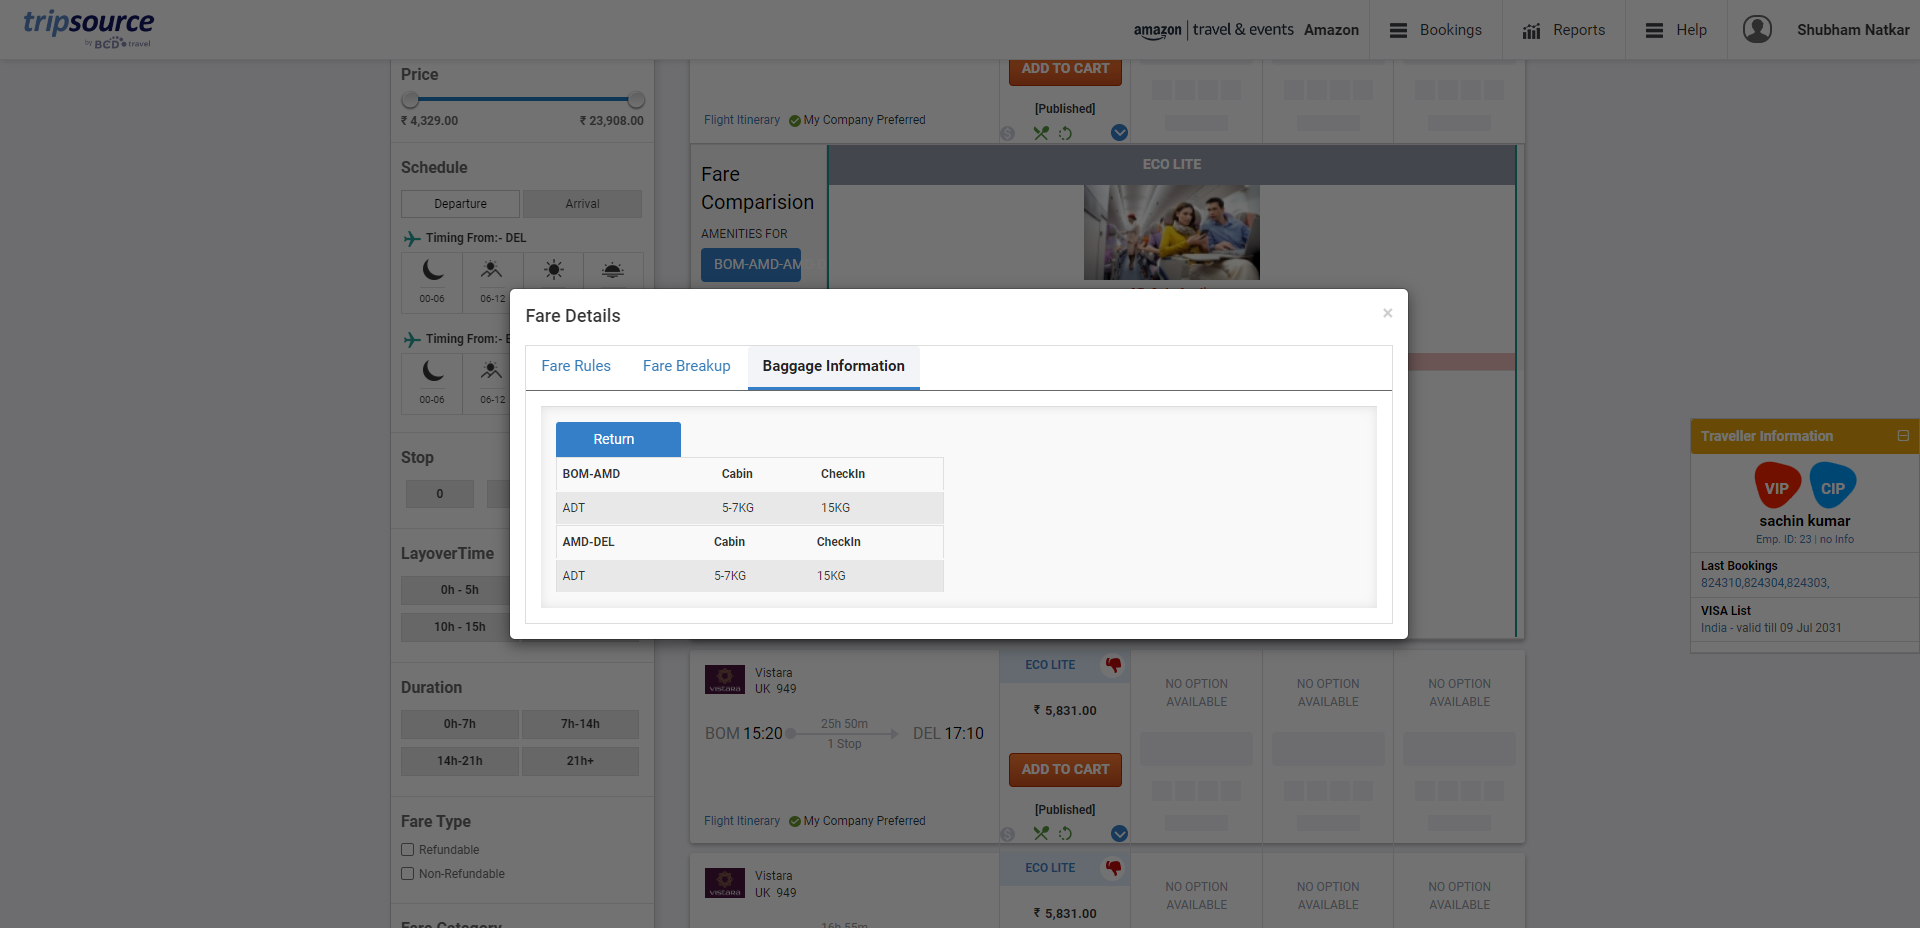 tripsource
by BCD travel
amazon | travel & events Amazon
Bookings
Reports
Help
Shubham Natkar
Price
₹ 4,329.00 ₹ 23,908.00
Schedule
Departure Arrival
Timing From:- DEL
00-06 06-12
Timing From:-
00-06 06-12
Stop
0
LayoverTime
0h - 5h
10h - 15h
Duration
0h-7h 7h-14h
14h-21h 21h+
Fare Type
Refundable
Non-Refundable
Fare Category
ADD TO CART
[Published]
Flight Itinerary My Company Preferred
Fare
Comparision
AMENITIES FOR
BOM-AMD-AM
ECO LITE
Fare Details ×
Fare Rules Fare Breakup Baggage Information
Return
BOM-AMD Cabin CheckIn
ADT 5-7KG 15KG
AMD-DEL Cabin CheckIn
ADT 5-7KG 15KG
VISTARA
Vistara
UK 949
BOM 15:20 25h 50m DEL 17:10
1 Stop
Flight Itinerary My Company Preferred
ECO LITE
₹ 5,831.00
ADD TO CART
[Published]
NO OPTION
AVAILABLE
NO OPTION
AVAILABLE
NO OPTION
AVAILABLE
VISTARA
Vistara
UK 949
16h 55m
ECO LITE
₹ 5,831.00
NO OPTION
AVAILABLE
NO OPTION
AVAILABLE
NO OPTION
AVAILABLE
Traveller Information
VIP CIP
sachin kumar
Emp. ID: 23 | no Info
Last Bookings
824310,824304,824303,
VISA List
India - valid till 09 Jul 2031